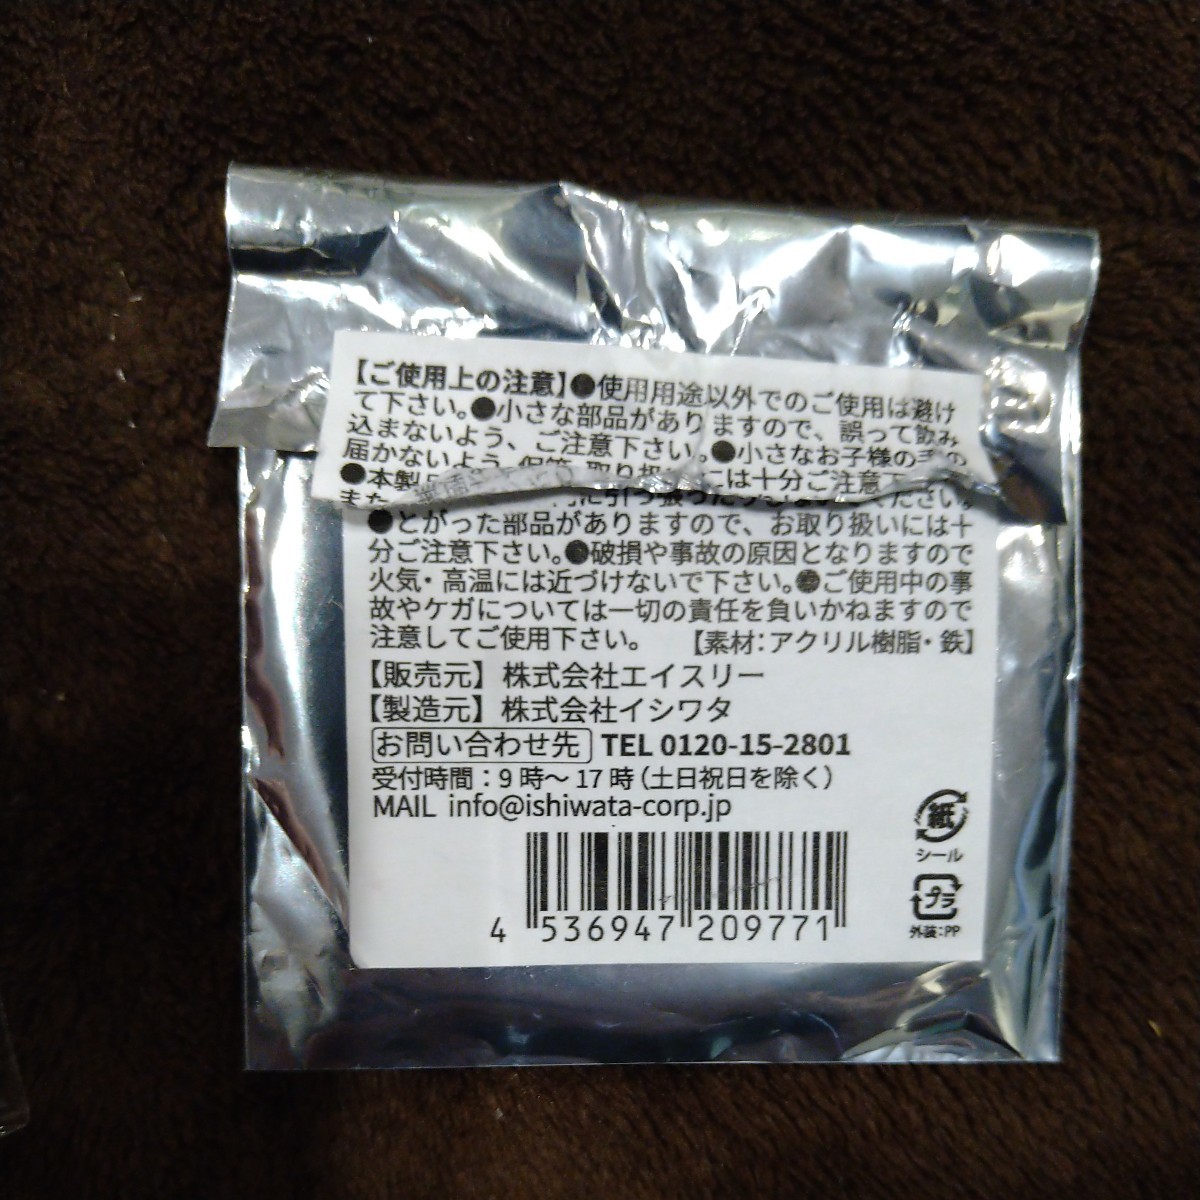 【ご使用上の注意】●使用用途以外でのご使用は避け
て下さい。●小さな部品がありますので、誤って飲み
込まないよう、ご注意下さい。●小さなお子様の手の
届かないよう 取り扱いには十分ご注意下
●本製
また に引っ張ったり ください。
●とがった部品がありますので、お取り扱いには十
分ご注意下さい。●破損や事故の原因となりますので
火気・高温には近づけないで下さい。●ご使用中の事
故やケガについては一切の責任を負いかねますので
注意してご使用下さい。 【素材：アクリル樹脂・鉄】
【販売元】株式会社エイスリー
【製造元】株式会社イシワタ
お問い合わせ先 TEL 0120-15-2801
受付時間：9時～17時（土日祝日を除く）
MAIL info@ishiwata-corp.jp
紙
シール
プラ
外装：PP
4 536947 209771